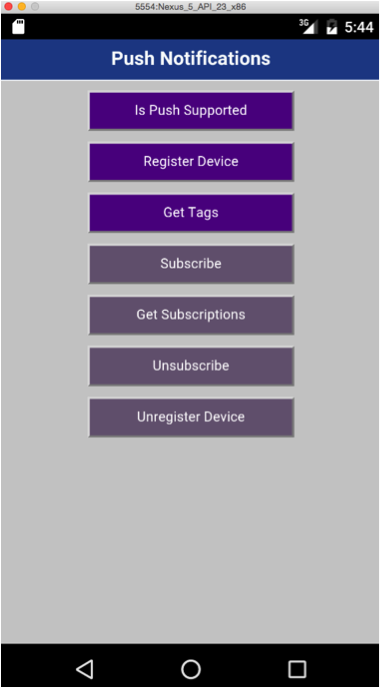 5554:Nexus_5_API_23_x86
3G 5:44
Push Notifications
Is Push Supported
Register Device
Get Tags
Subscribe
Get Subscriptions
Unsubscribe
Unregister Device